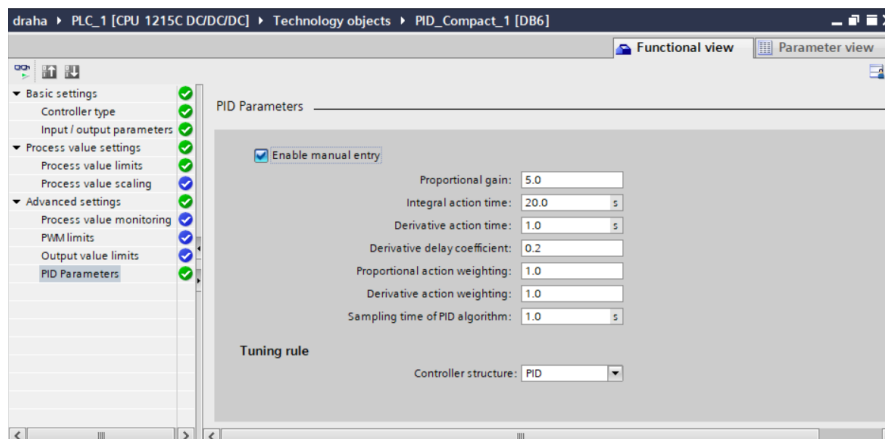 draha ▸ PLC_1 [CPU 1215C DC/DC/DC] ▸ Technology objects ▸ PID_Compact_1 [DB6]
Functional view
Parameter view
Basic settings
Controller type
Input / output parameters
Process value settings
Process value limits
Process value scaling
Advanced settings
Process value monitoring
PWM limits
Output value limits
PID Parameters
PID Parameters
Enable manual entry
Proportional gain: 5.0
Integral action time: 20.0 s
Derivative action time: 1.0 s
Derivative delay coefficient: 0.2
Proportional action weighting: 1.0
Derivative action weighting: 1.0
Sampling time of PID algorithm: 1.0 s
Tuning rule
Controller structure: PID